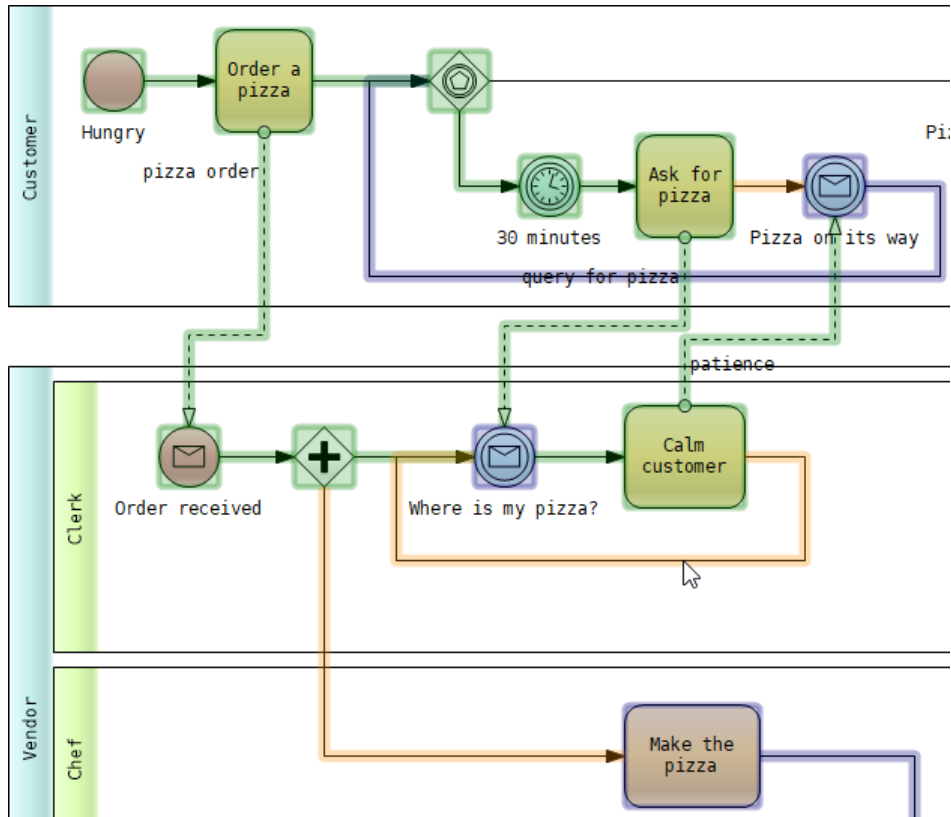 Customer
Order a
pizza
Hungry
Piz
pizza order
Ask for
pizza
30 minutes
Pizza on its way
query for pizza
patience
Vendor
Clerk
Calm
customer
Order received
Where is my pizza?
Chef
Make the
pizza